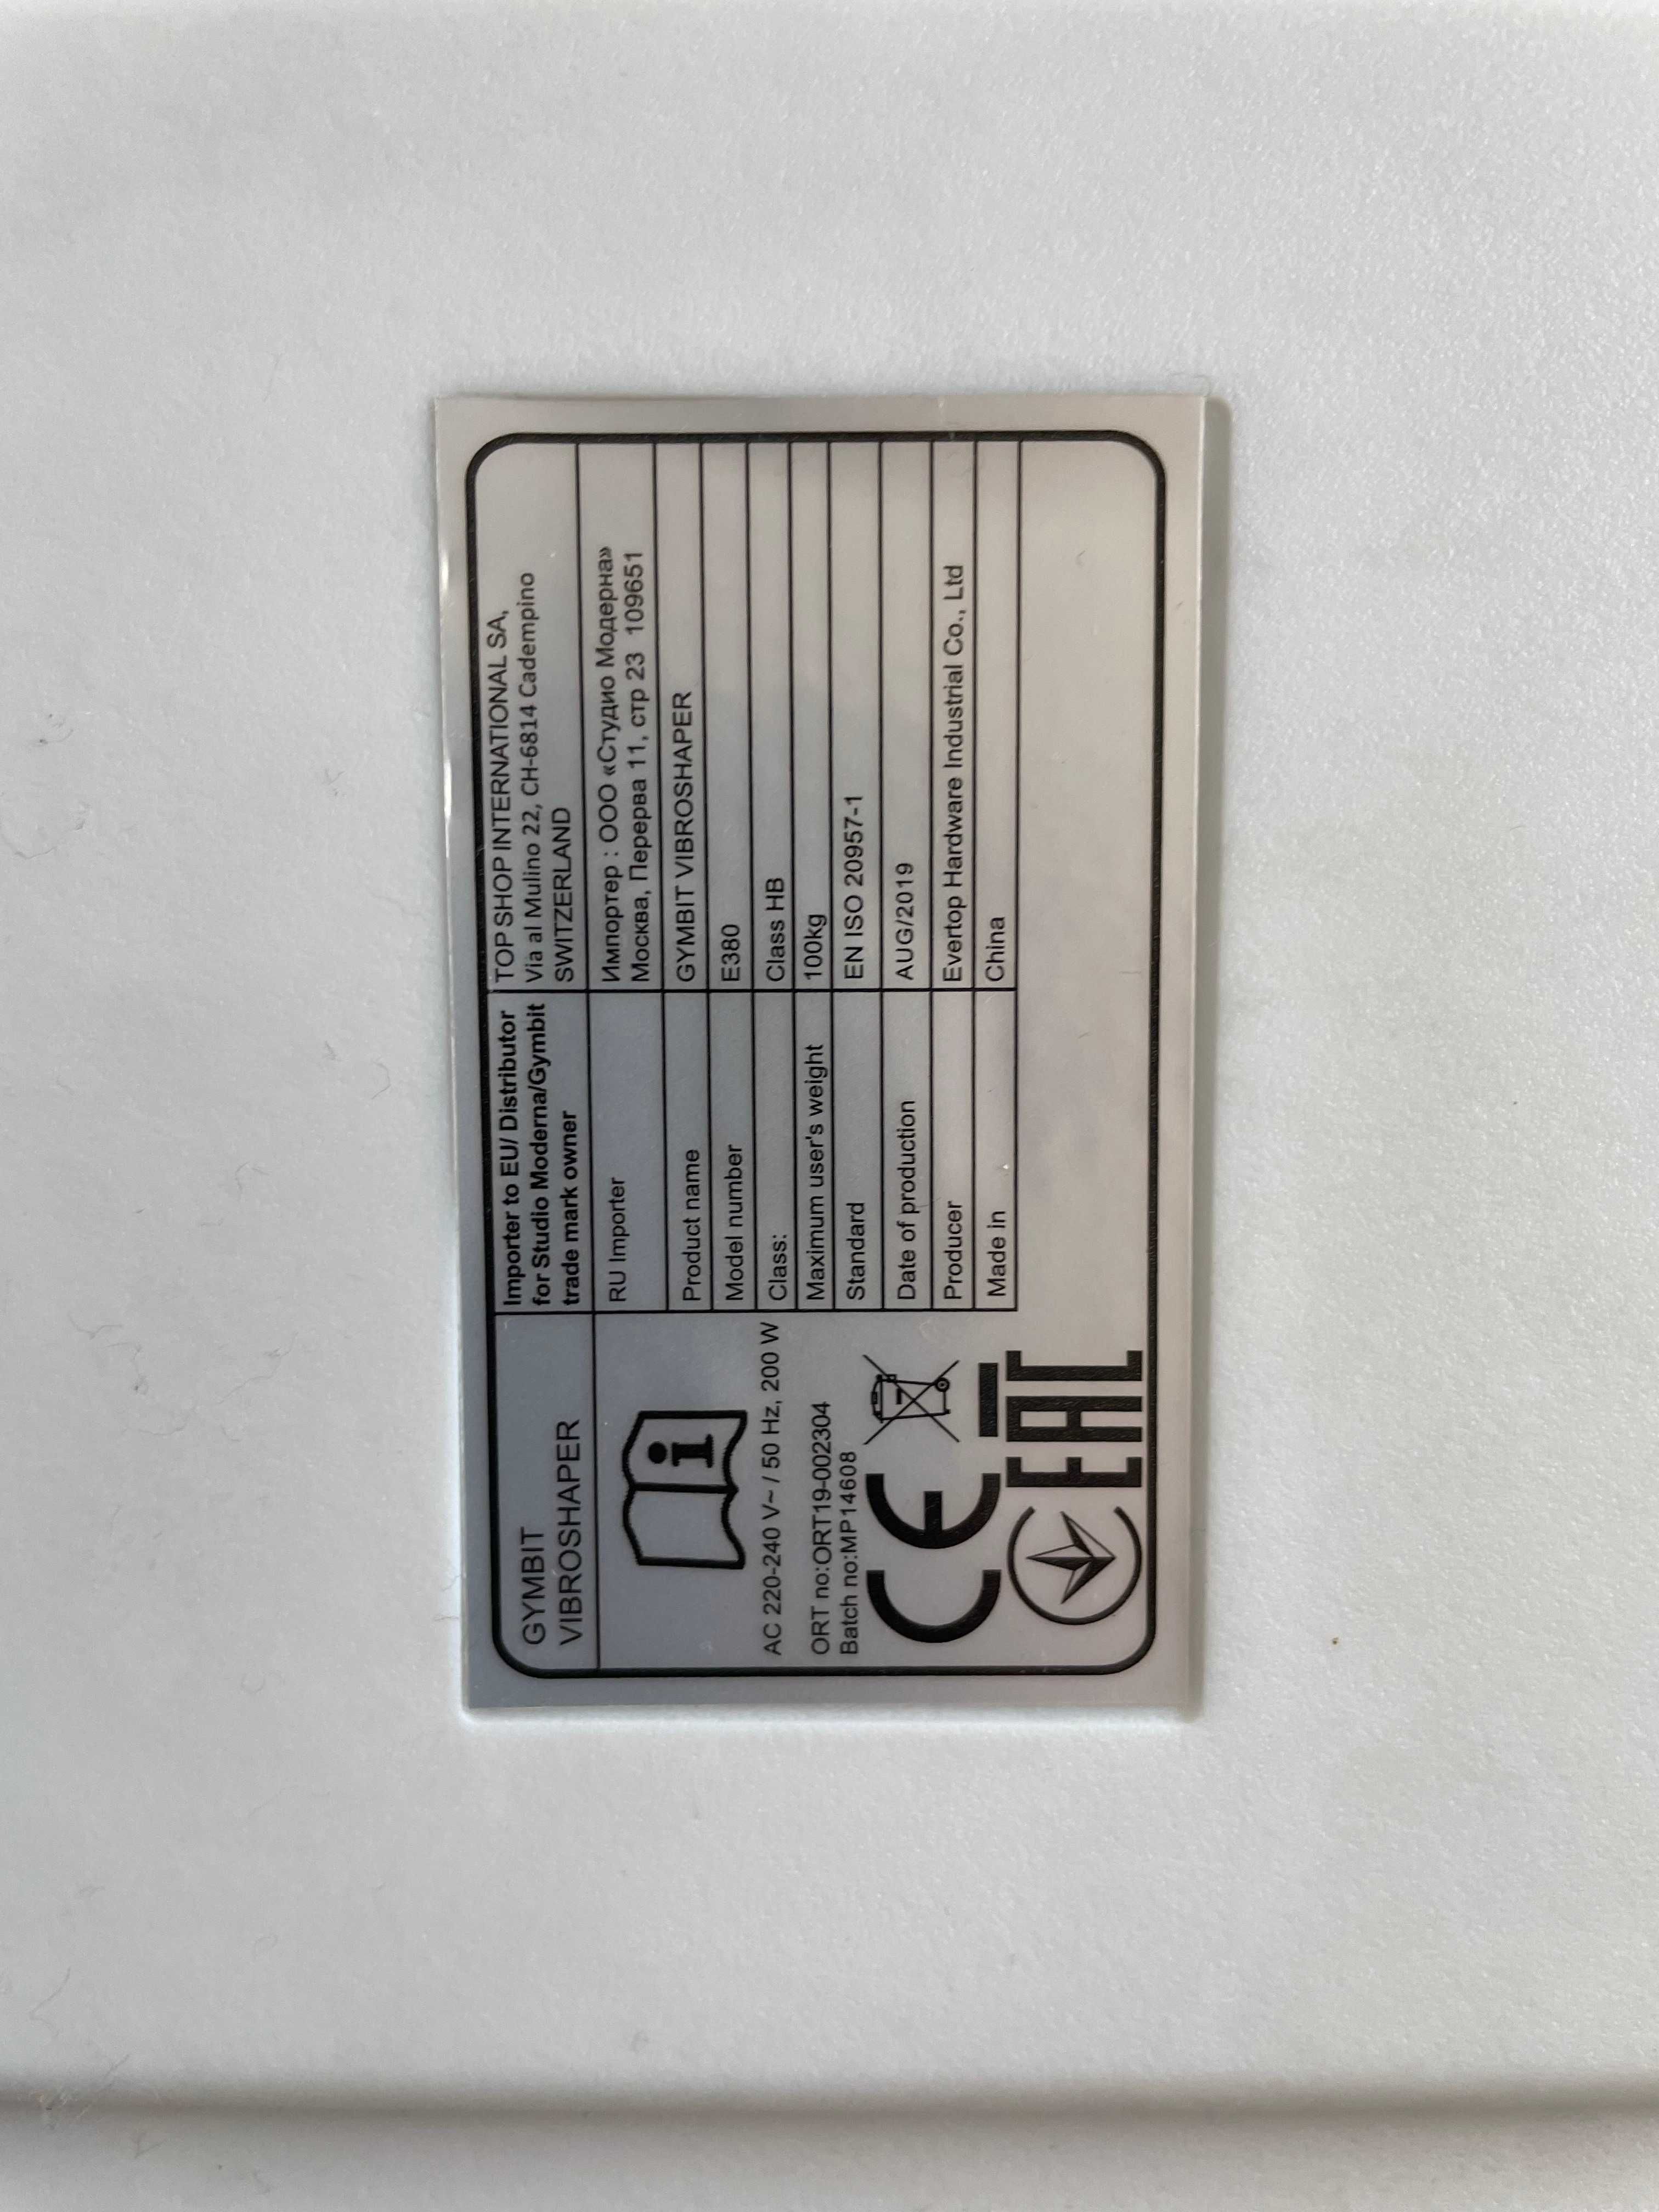 GYMBIT
VIBROSHAPER
Importer to EU/ Distributor
for Studio Moderna/Gymbit
trade mark owner
TOP SHOP INTERNATIONAL SA,
Via al Mulino 22, CH-6814 Cadempino
SWITZERLAND
RU Importer
Импортер : ООО «Студио Модерна»
Москва, Перерва 11, стр 23 109651
Product name
GYMBIT VIBROSHAPER
Model number
E380
Class:
Class HB
Maximum user's weight
100kg
Standard
EN ISO 20957-1
Date of production
AUG/2019
Producer
Evertop Hardware Industrial Co., Ltd
Made in
China
i
AC 220-240 V~ / 50 Hz, 200 W
ORT no:ORT19-002304
Batch no:MP14608
CE
EAC